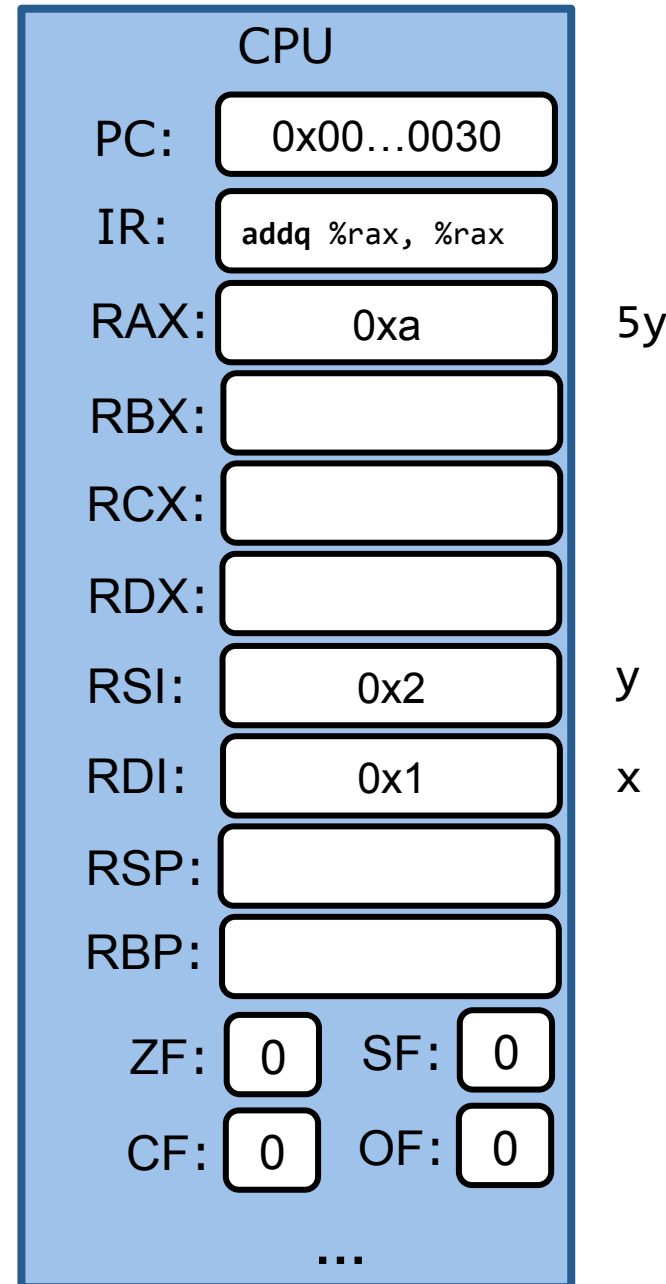 CPU
PC: 0x00…0030
IR: addq %rax, %rax
RAX: 0xa 5y
RBX:
RCX:
RDX:
RSI: 0x2 y
RDI: 0x1 x
RSP:
RBP:
ZF: 0 SF: 0
CF: 0 OF: 0
…